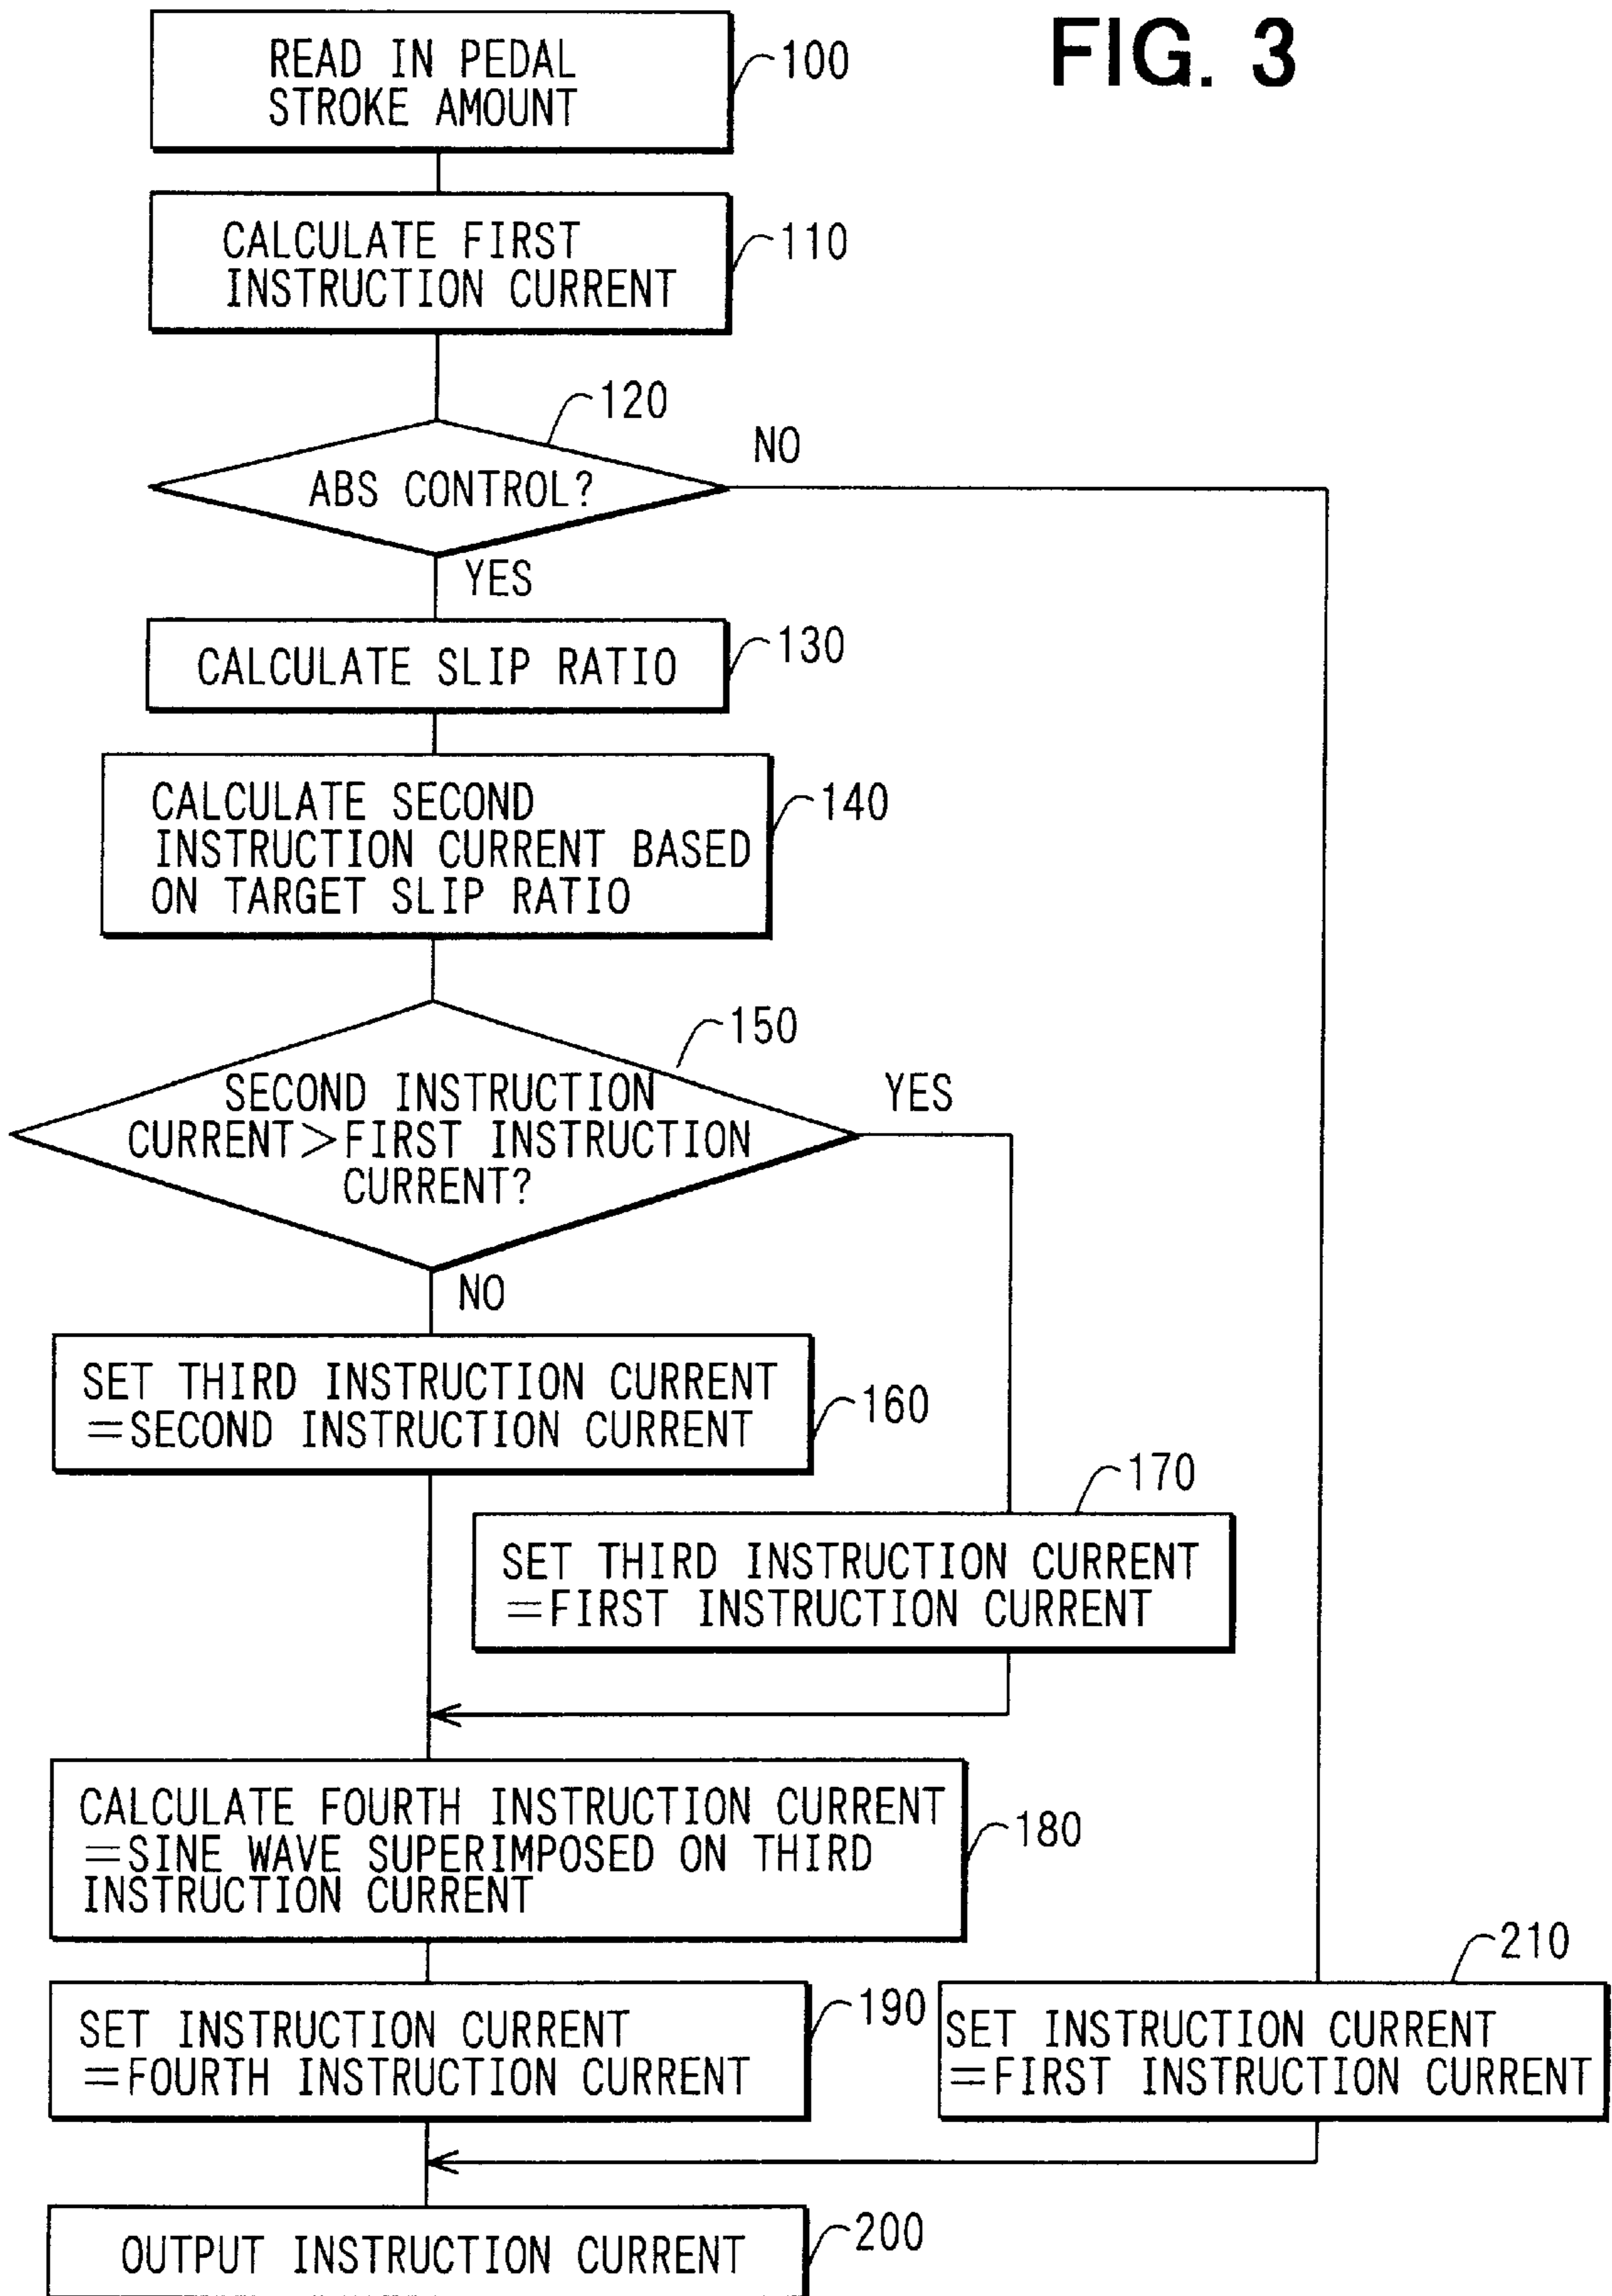 FIG. 3
READ IN PEDAL
STROKE AMOUNT
100
CALCULATE FIRST
INSTRUCTION CURRENT
110
120
ABS CONTROL?
NO
YES
CALCULATE SLIP RATIO
130
CALCULATE SECOND
INSTRUCTION CURRENT BASED
ON TARGET SLIP RATIO
140
150
SECOND INSTRUCTION
CURRENT>FIRST INSTRUCTION
CURRENT?
YES
NO
SET THIRD INSTRUCTION CURRENT
=SECOND INSTRUCTION CURRENT
160
170
SET THIRD INSTRUCTION CURRENT
=FIRST INSTRUCTION CURRENT
CALCULATE FOURTH INSTRUCTION CURRENT
=SINE WAVE SUPERIMPOSED ON THIRD
INSTRUCTION CURRENT
180
SET INSTRUCTION CURRENT
=FOURTH INSTRUCTION CURRENT
190
210
SET INSTRUCTION CURRENT
=FIRST INSTRUCTION CURRENT
OUTPUT INSTRUCTION CURRENT
200